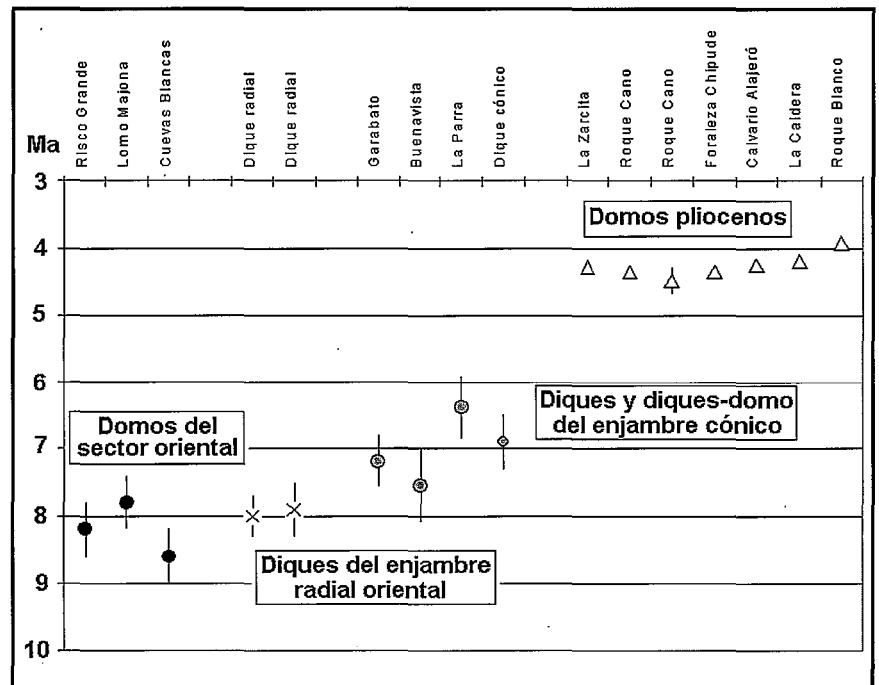 Risco Grande
Lomo Majona
Cuevas Blancas
Dique radial
Dique radial
Garabato
Buenavista
La Parra
Dique cónico
La Zarcita
Roque Cano
Roque Cano
Foraleza Chipude
Calvario Alajeró
La Caldera
Roque Blanco
Ma
3
4
5
6
7
8
9
10
Domos pliocenos
Diques y diques-domo
del enjambre cónico
Domos del
sector oriental
Diques del enjambre
radial oriental